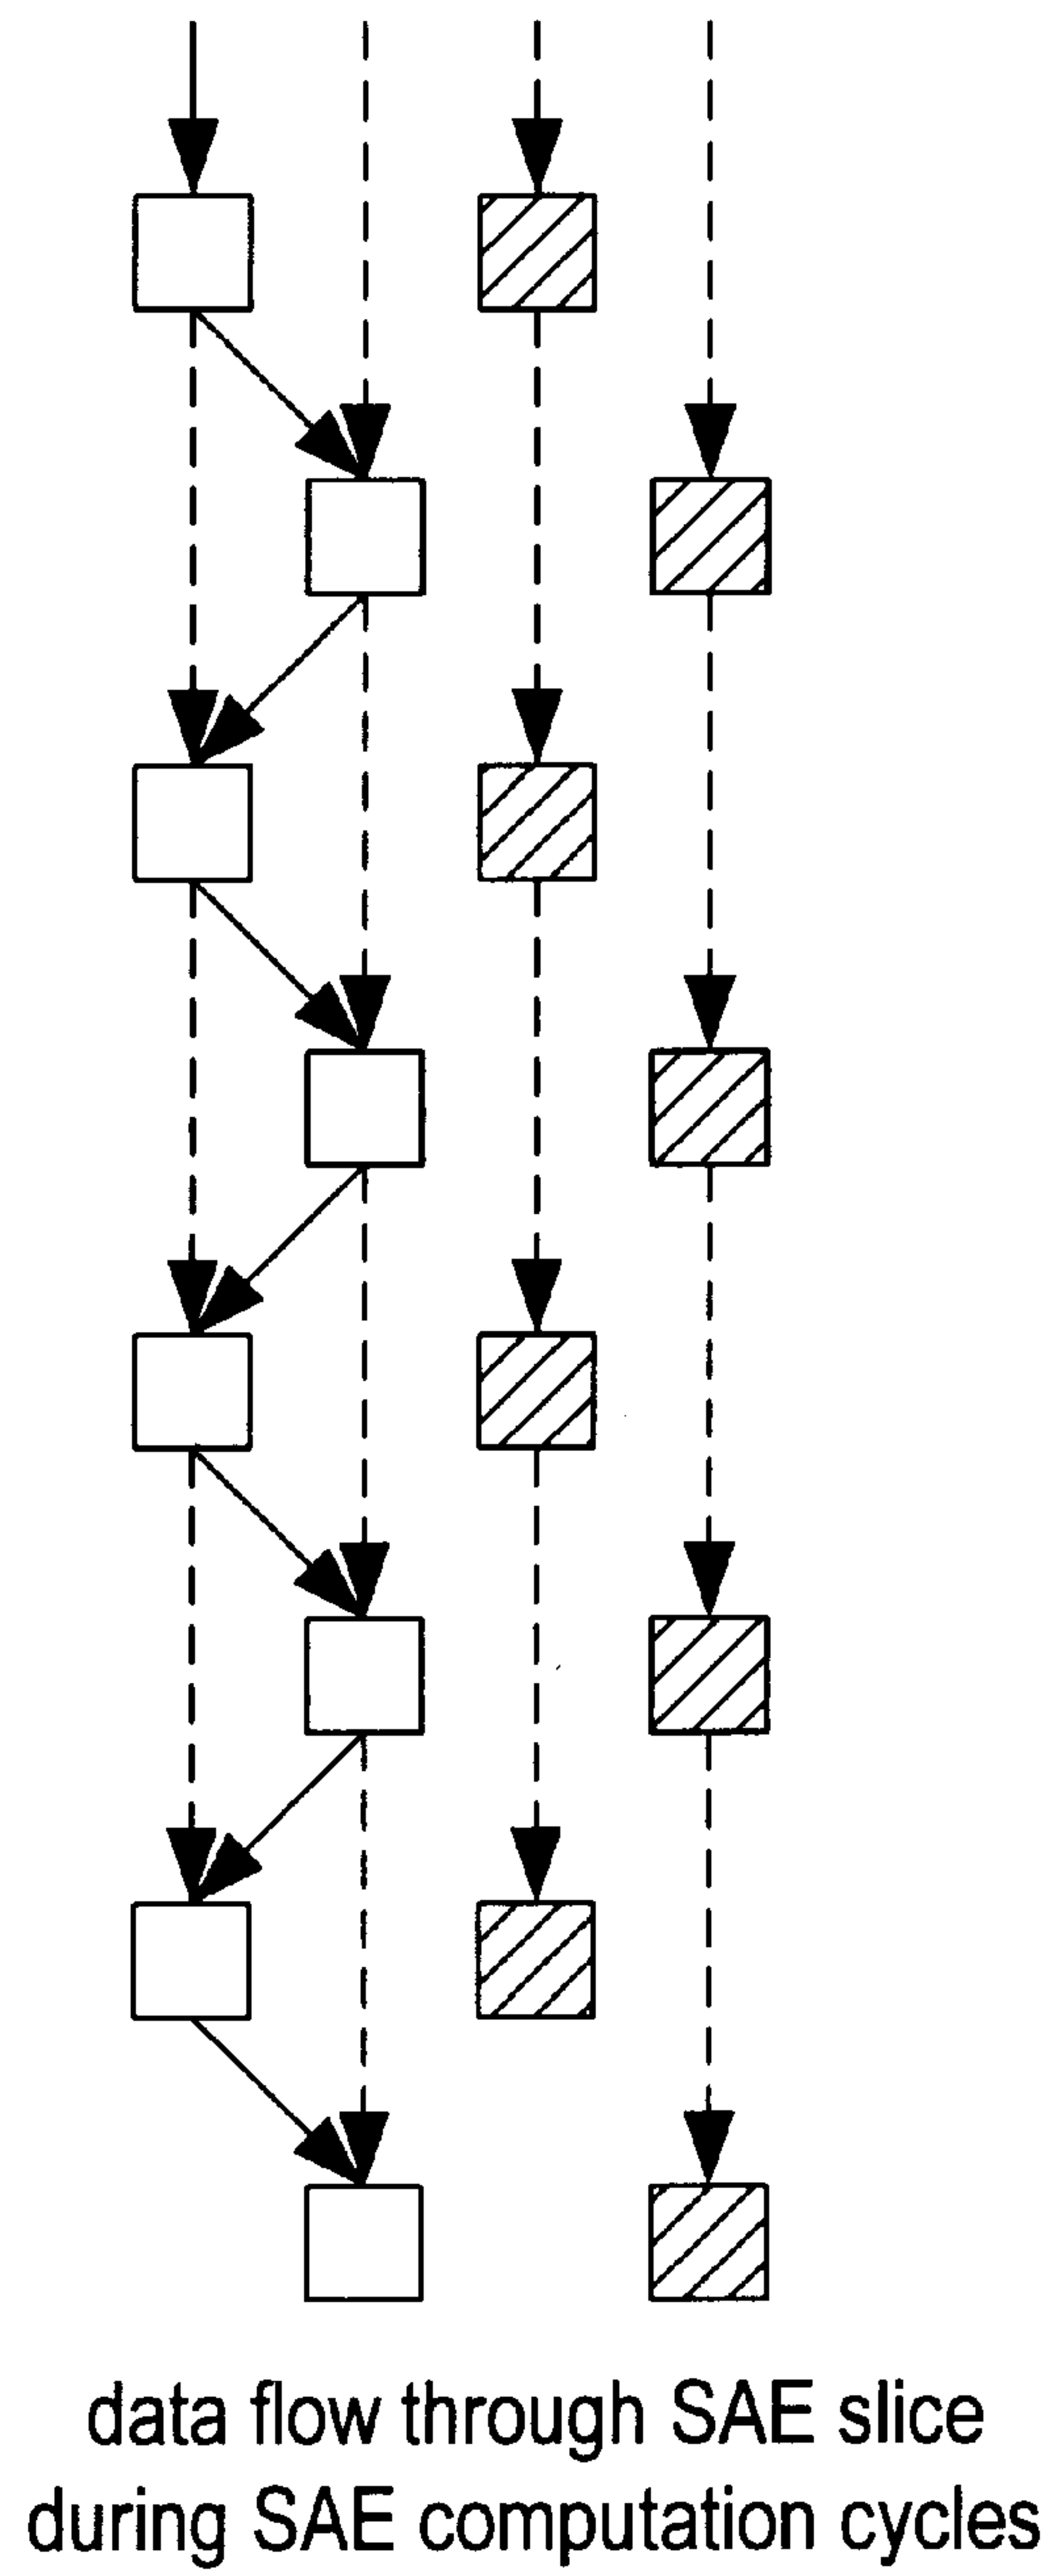 data flow through SAE slice
during SAE computation cycles